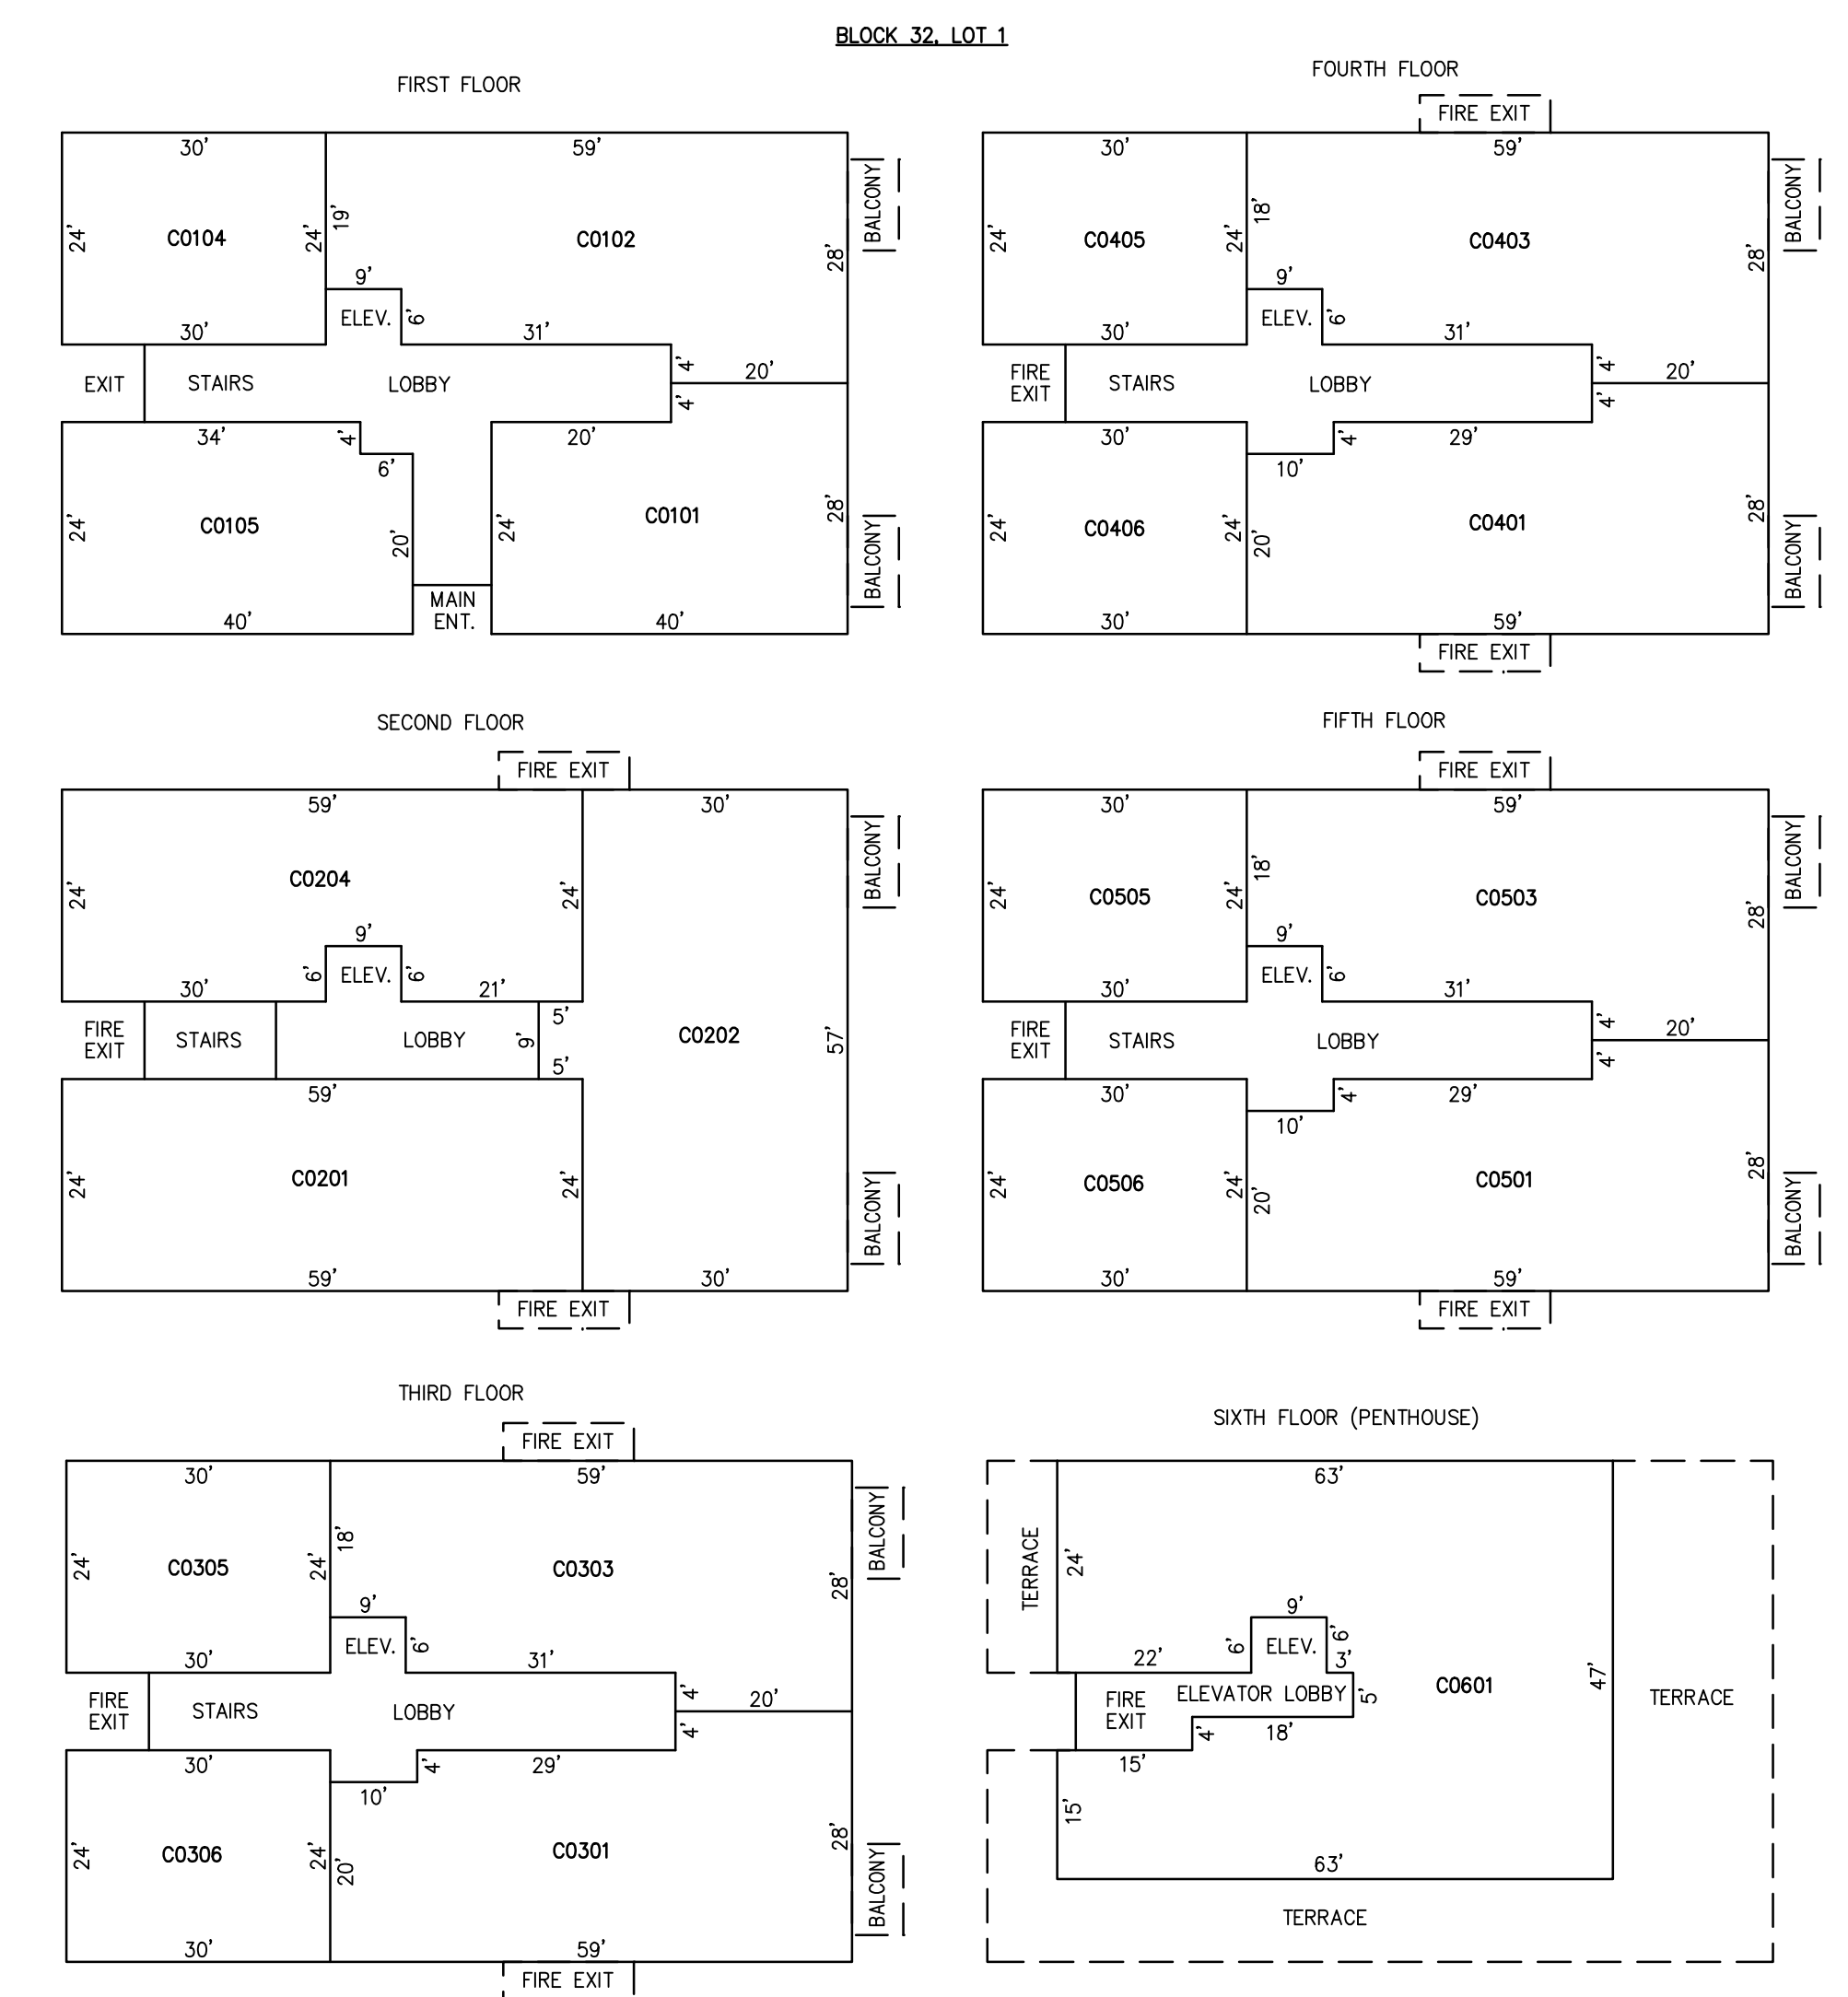 BLOCK 32, LOT 1
FIRST FLOOR
30'
59'
24'
C0104
24'
19'
C0102
28'
BALCONY
9'
ELEV.
6'
30'
31'
4'
EXIT
STAIRS
LOBBY
20'
4'
34'
4'
6'
20'
24'
C0105
20'
24'
C0101
28'
BALCONY
MAIN
ENT.
40'
40'
SECOND FLOOR
FIRE EXIT
59'
30'
24'
C0204
24'
BALCONY
9'
6'
ELEV.
6'
30'
21'
5'
FIRE
EXIT
STAIRS
LOBBY
9'
C0202
57'
5'
59'
24'
C0201
24'
BALCONY
59'
30'
FIRE EXIT
THIRD FLOOR
FIRE EXIT
30'
59'
24'
C0305
24'
18'
C0303
28'
BALCONY
9'
ELEV.
6'
30'
31'
4'
FIRE
EXIT
STAIRS
LOBBY
20'
4'
30'
4'
29'
10'
24'
C0306
24'
20'
C0301
28'
BALCONY
30'
59'
FIRE EXIT
FOURTH FLOOR
FIRE EXIT
30'
59'
24'
C0405
24'
18'
C0403
28'
BALCONY
9'
ELEV.
6'
30'
31'
4'
FIRE
EXIT
STAIRS
LOBBY
20'
4'
30'
4'
29'
10'
24'
C0406
24'
20'
C0401
28'
BALCONY
30'
59'
FIRE EXIT
FIFTH FLOOR
FIRE EXIT
30'
59'
24'
C0505
24'
18'
C0503
28'
BALCONY
9'
ELEV.
6'
30'
31'
4'
FIRE
EXIT
STAIRS
LOBBY
20'
4'
30'
4'
29'
10'
24'
C0506
24'
20'
C0501
28'
BALCONY
30'
59'
FIRE EXIT
SIXTH FLOOR (PENTHOUSE)
63'
TERRACE
24'
9'
6'
ELEV.
6'
22'
3'
FIRE
EXIT
ELEVATOR LOBBY
5'
C0601
47'
TERRACE
4'
18'
15'
15'
63'
TERRACE